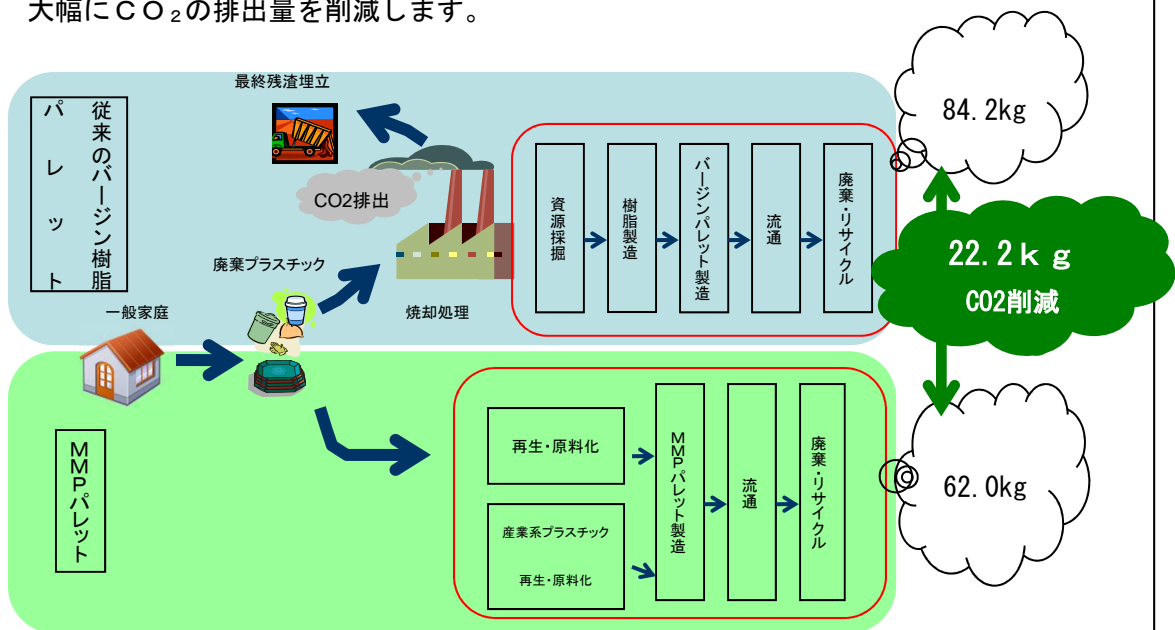 大幅にＣＯ₂の排出量を削減します。
最終残渣埋立
従来のバージン樹脂
パレット
CO2排出
廃棄プラスチック
焼却処理
一般家庭
資源採掘
樹脂製造
バージンパレット製造
流通
廃棄・リサイクル
84.2kg
22.2ｋｇ
CO2削減
MMPパレット
再生・原料化
産業系プラスチック
再生・原料化
MMPパレット製造
流通
廃棄・リサイクル
62.0kg